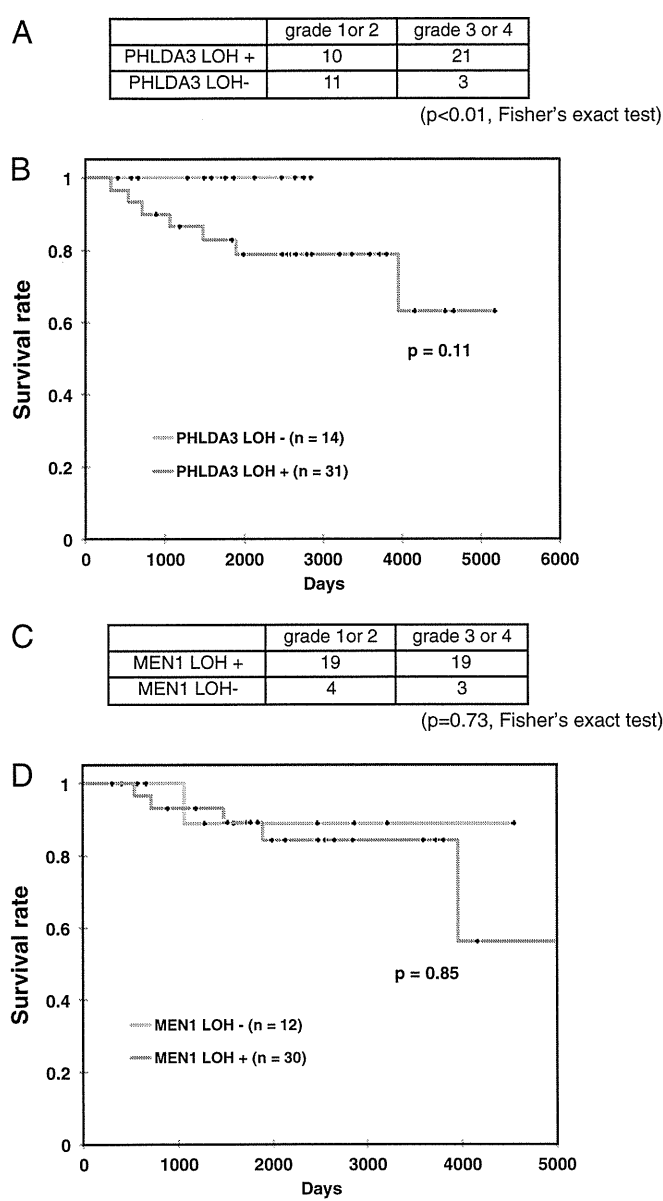 A
grade 1or 2 grade 3 or 4
PHLDA3 LOH + 10 21
PHLDA3 LOH- 11 3
(p<0.01, Fisher's exact test)
B
1
0.8
0.6
0.4
0.2
0
Survival rate
p = 0.11
PHLDA3 LOH - (n = 14)
PHLDA3 LOH + (n = 31)
0 1000 2000 3000 4000 5000 6000
Days
C
grade 1or 2 grade 3 or 4
MEN1 LOH + 19 19
MEN1 LOH- 4 3
(p=0.73, Fisher's exact test)
D
1
0.8
0.6
0.4
0.2
0
Survival rate
p = 0.85
MEN1 LOH - (n = 12)
MEN1 LOH + (n = 30)
0 1000 2000 3000 4000 5000
Days